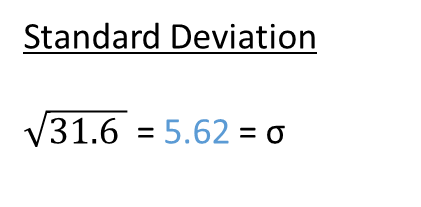 Standard Deviation
√31.6 = 5.62 = σ